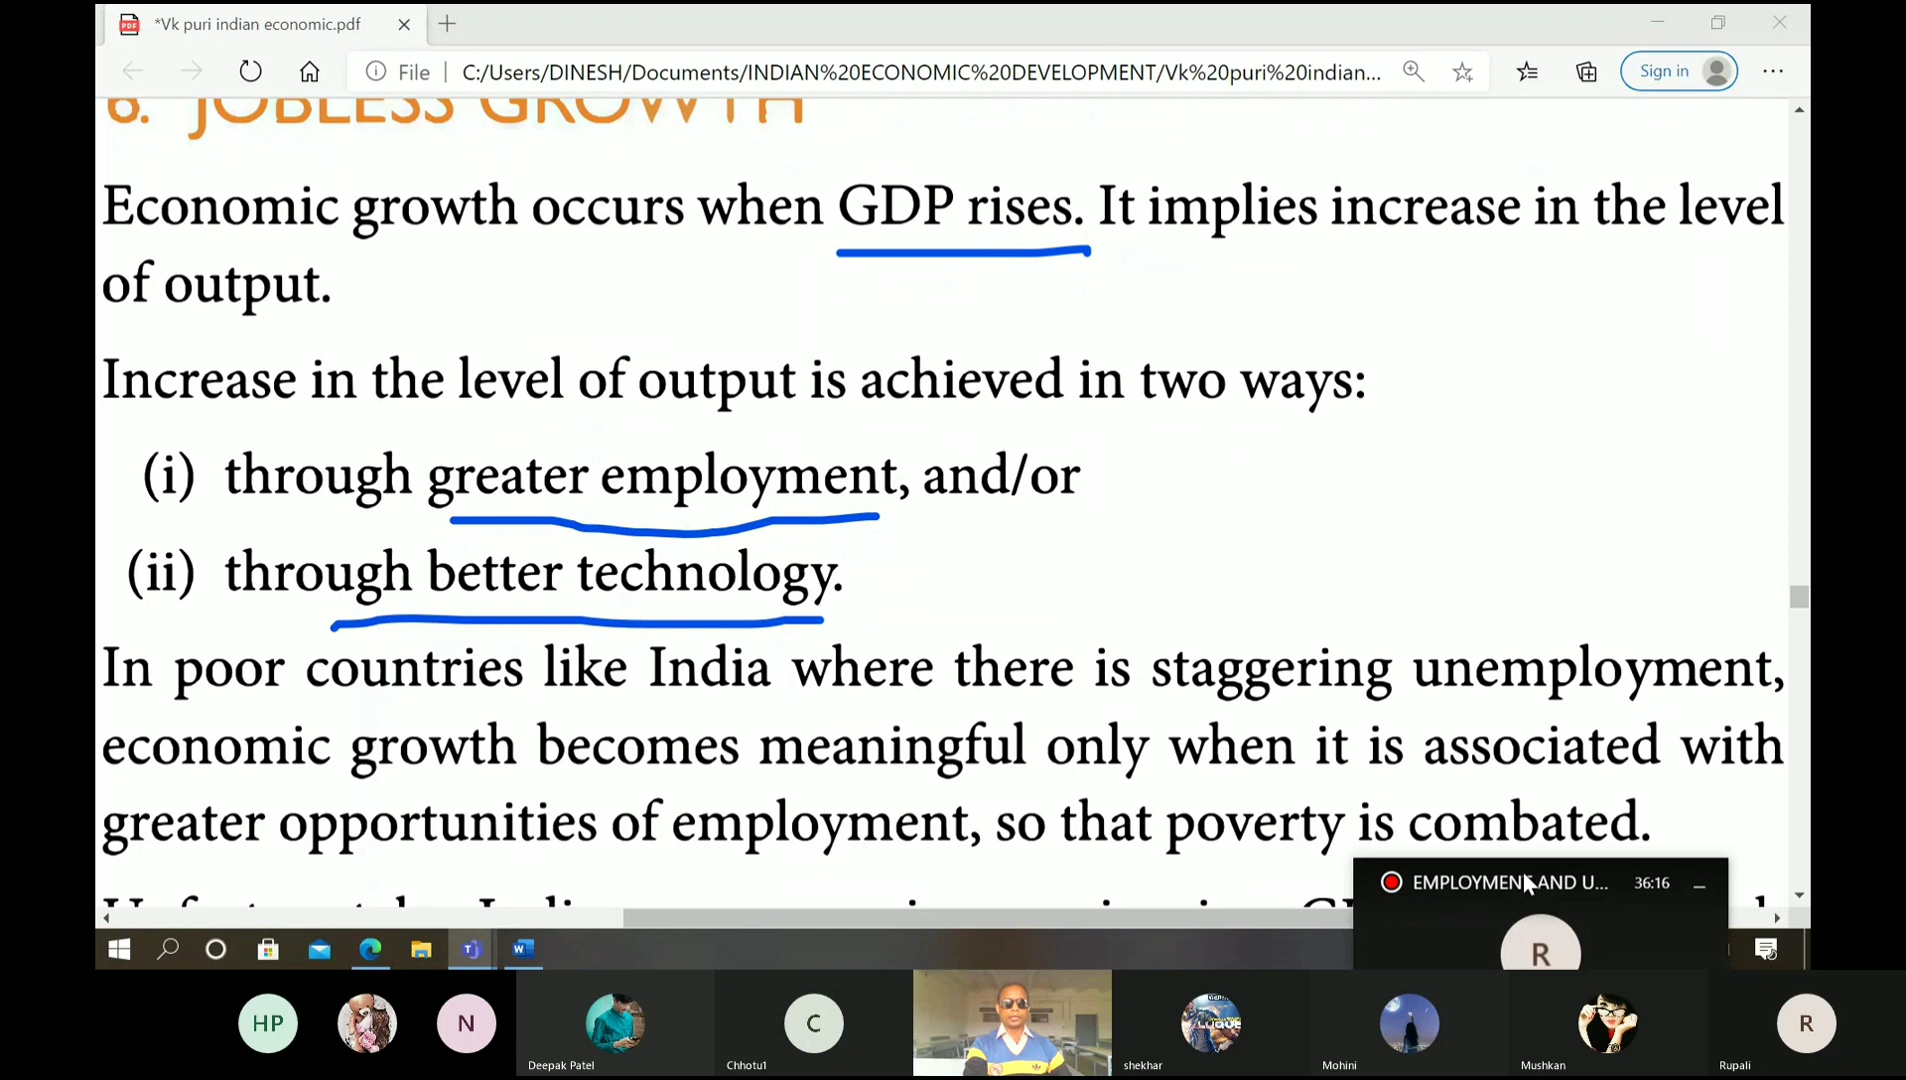 *Vk puri indian economic.pdf
File
C:/Users/DINESH/Documents/INDIAN%20ECONOMIC%20DEVELOPMENT/Vk%20puri%20indian...
Sign in
6. JOBLESS GROWTH
Economic growth occurs when GDP rises. It implies increase in the level
of output.
Increase in the level of output is achieved in two ways:
(i) through greater employment, and/or
(ii) through better technology.
In poor countries like India where there is staggering unemployment,
economic growth becomes meaningful only when it is associated with
greater opportunities of employment, so that poverty is combated.
EMPLOYMENT AND U... 36:16
R
HP
N
C
R
Deepak Patel
Chhotu1
shekhar
Mohini
Mushkan
Rupali